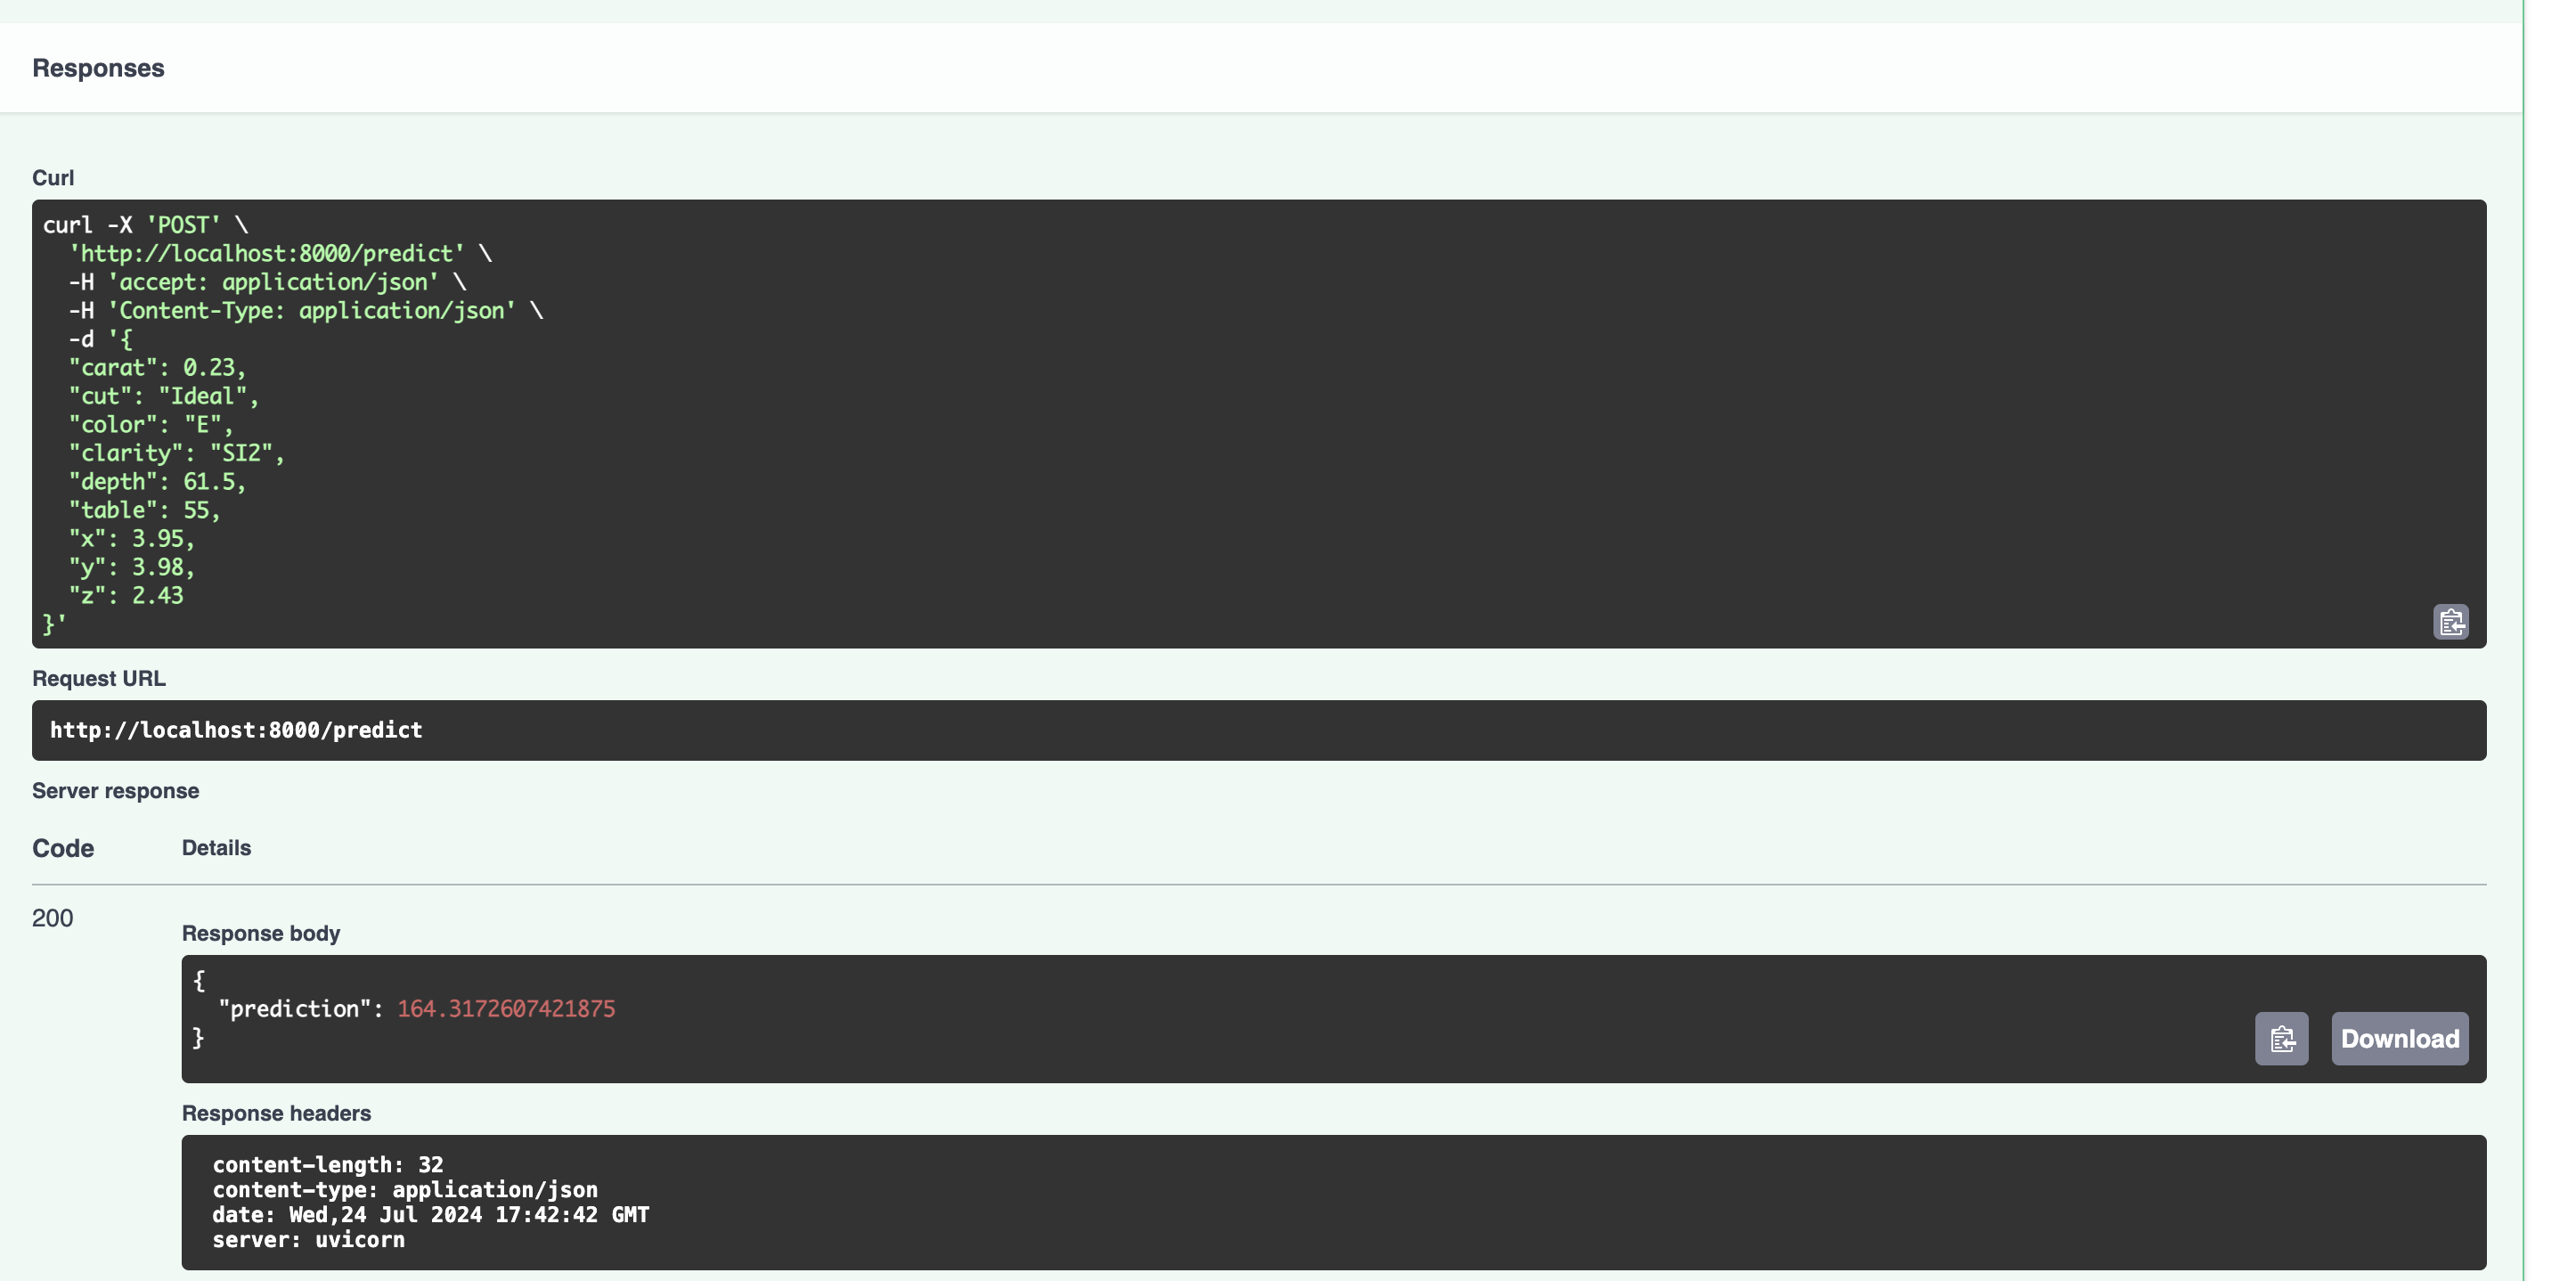 Responses
Curl
curl -X 'POST' \
  'http://localhost:8000/predict' \
  -H 'accept: application/json' \
  -H 'Content-Type: application/json' \
  -d '{
  "carat": 0.23,
  "cut": "Ideal",
  "color": "E",
  "clarity": "SI2",
  "depth": 61.5,
  "table": 55,
  "x": 3.95,
  "y": 3.98,
  "z": 2.43
}'
Request URL
http://localhost:8000/predict
Server response
Code Details
200
Response body
{
  "prediction": 164.3172607421875
}
Download
Response headers
content-length: 32
content-type: application/json
date: Wed,24 Jul 2024 17:42:42 GMT
server: uvicorn